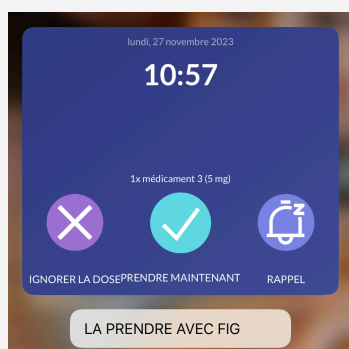 lundi, 27 novembre 2023
10:57
1x médicament 3 (5 mg)
IGNORER LA DOSE PRENDRE MAINTENANT RAPPEL
LA PRENDRE AVEC FIG